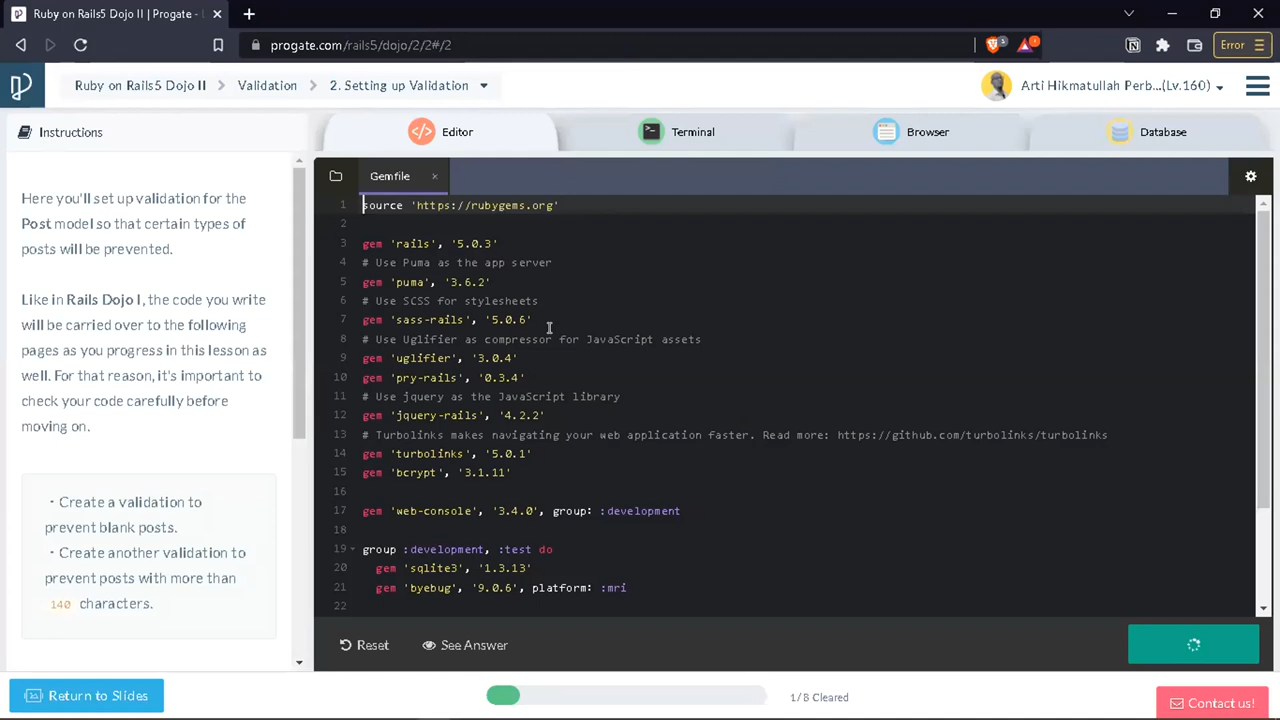 Ruby on Rails5 Dojo II | Progate - L
progate.com/rails5/dojo/2/2#/2
Error
Ruby on Rails5 Dojo II > Validation > 2. Setting up Validation
Arti Hikmatullah Perb...(Lv.160)
Instructions
Here you'll set up validation for the
Post model so that certain types of
posts will be prevented.
Like in Rails Dojo I, the code you write
will be carried over to the following
pages as you progress in this lesson as
well. For that reason, it's important to
check your code carefully before
moving on.
・Create a validation to
prevent blank posts.
・Create another validation to
prevent posts with more than
140 characters.
Editor
Terminal
Browser
Database
Gemfile ×
1 source 'https://rubygems.org'
2
3 gem 'rails', '5.0.3'
4 # Use Puma as the app server
5 gem 'puma', '3.6.2'
6 # Use SCSS for stylesheets
7 gem 'sass-rails', '5.0.6'
8 # Use Uglifier as compressor for JavaScript assets
9 gem 'uglifier', '3.0.4'
10 gem 'pry-rails', '0.3.4'
11 # Use jquery as the JavaScript library
12 gem 'jquery-rails', '4.2.2'
13 # Turbolinks makes navigating your web application faster. Read more: https://github.com/turbolinks/turbolinks
14 gem 'turbolinks', '5.0.1'
15 gem 'bcrypt', '3.1.11'
16
17 gem 'web-console', '3.4.0', group: :development
18
19 group :development, :test do
20 gem 'sqlite3', '1.3.13'
21 gem 'byebug', '9.0.6', platform: :mri
22
Reset
See Answer
Return to Slides
1/8 Cleared
Contact us!